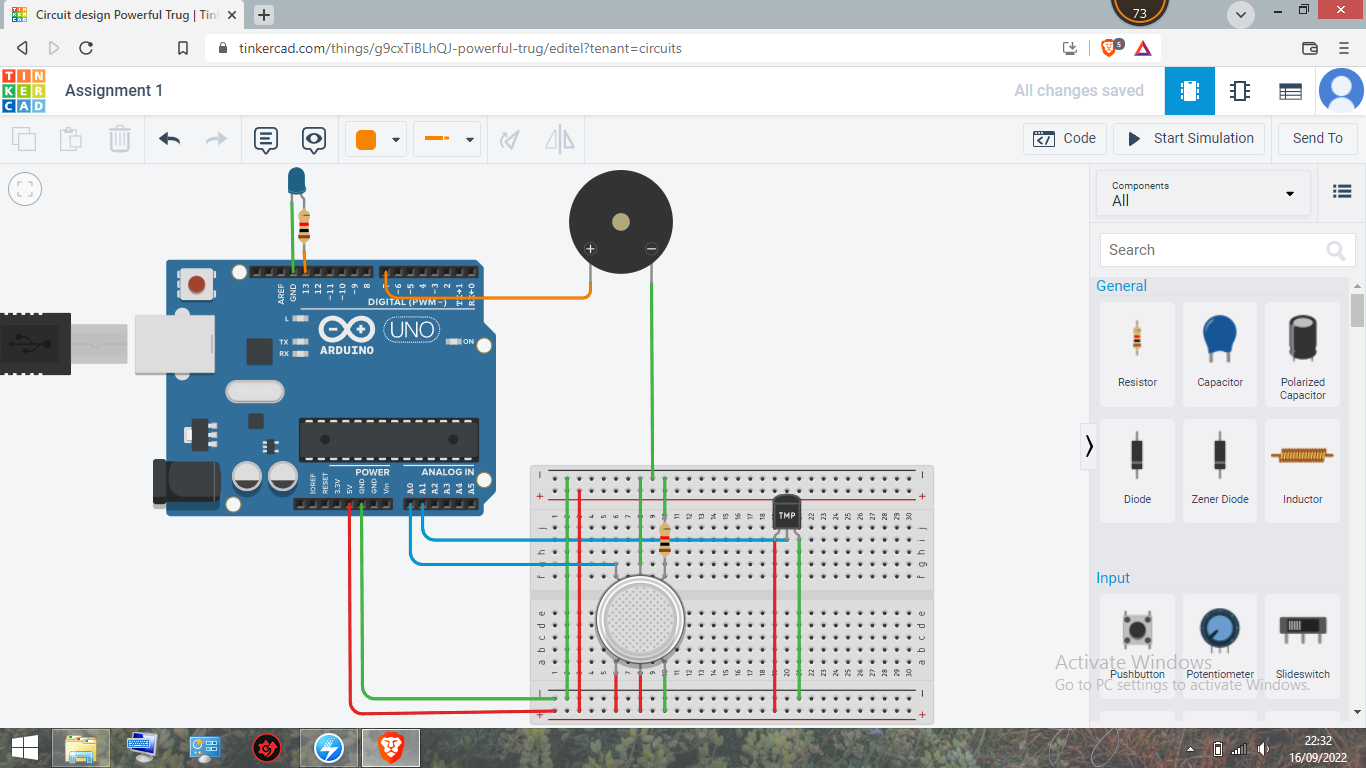 Circuit design Powerful Trug | Tin
73
tinkercad.com/things/g9cxTiBLhQJ-powerful-trug/editel?tenant=circuits
5
TIN
KER
CAD
Assignment 1
All changes saved
Code
Start Simulation
Send To
Components
All
Search
General
Resistor
Capacitor
Polarized
Capacitor
Diode
Zener Diode
Inductor
Input
Pushbutton
Potentiometer
Slideswitch
Activate Windows
Go to PC settings to activate Windows.
AREF
GND
13
12
~11
~10
~9
8
~6
~5
4
~3
2
DIGITAL (PWM~)
L
TX
RX
ARDUINO
UNO
ON
POWER
ANALOG IN
IOREF
RESET
3.3V
5V
GND
GND
Vin
A0
A1
A2
A3
A4
A5
+
−
TMP
22:32
16/09/2022